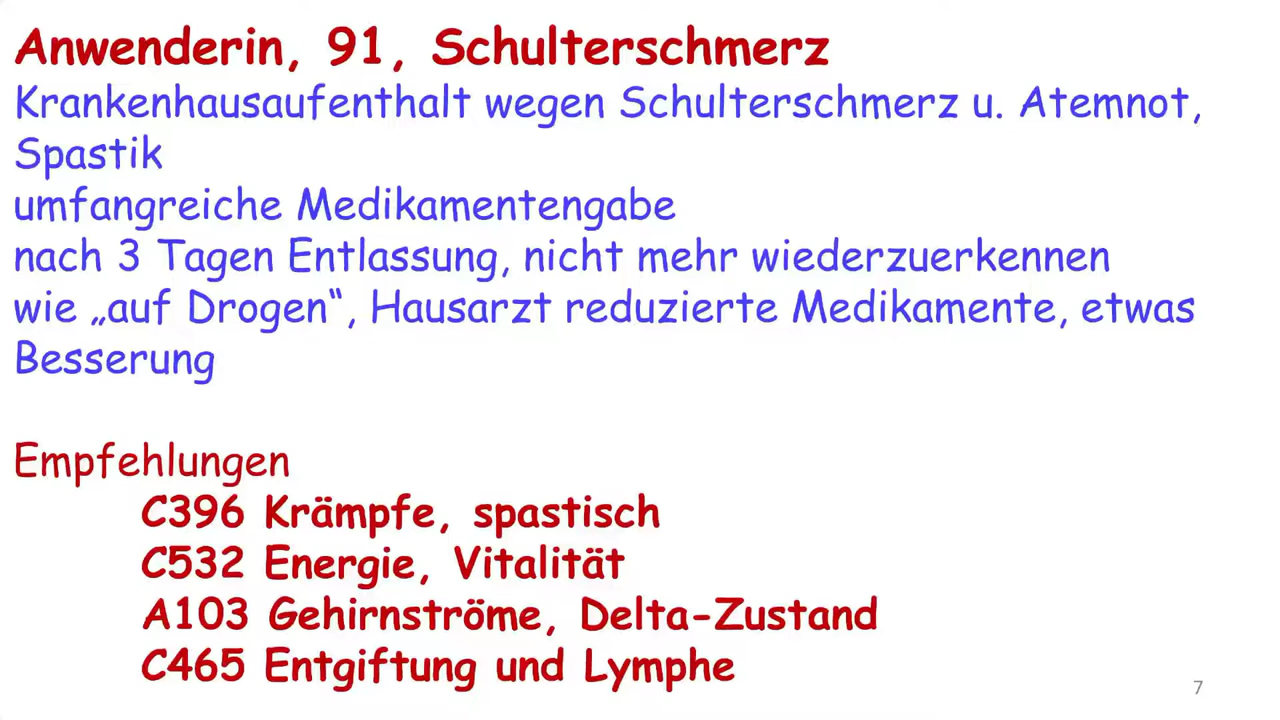 Anwenderin, 91, Schulterschmerz
Krankenhausaufenthalt wegen Schulterschmerz u. Atemnot,
Spastik
umfangreiche Medikamentengabe
nach 3 Tagen Entlassung, nicht mehr wiederzuerkennen
wie „auf Drogen“, Hausarzt reduzierte Medikamente, etwas
Besserung
Empfehlungen
C396 Krämpfe, spastisch
C532 Energie, Vitalität
A103 Gehirnströme, Delta-Zustand
C465 Entgiftung und Lymphe
7